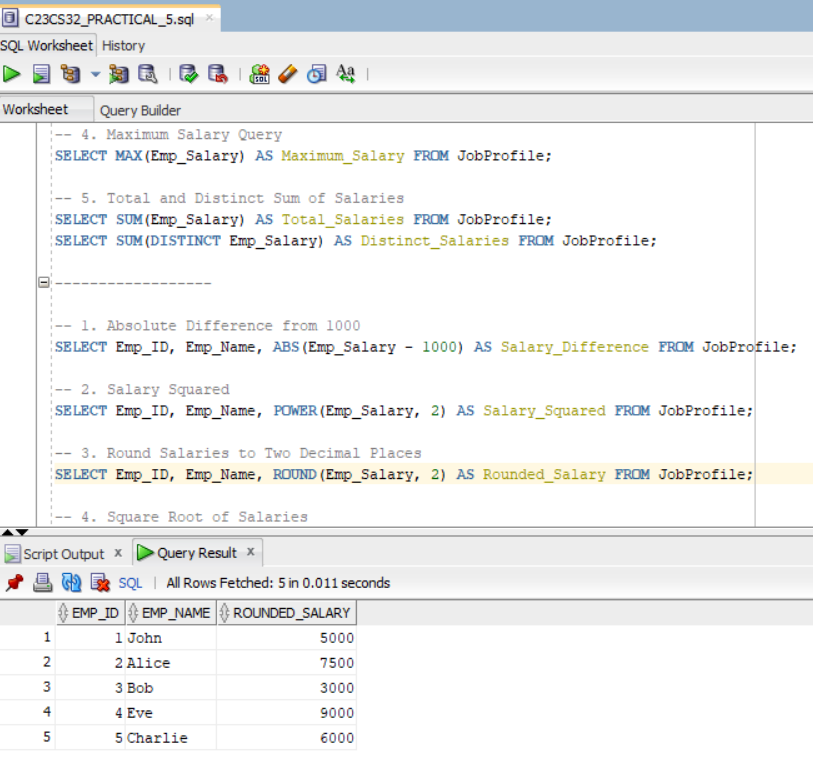 C23CS32_PRACTICAL_5.sql ×
SQL Worksheet History
Worksheet Query Builder
-- 4. Maximum Salary Query
SELECT MAX(Emp_Salary) AS Maximum_Salary FROM JobProfile;
-- 5. Total and Distinct Sum of Salaries
SELECT SUM(Emp_Salary) AS Total_Salaries FROM JobProfile;
SELECT SUM(DISTINCT Emp_Salary) AS Distinct_Salaries FROM JobProfile;
------------------
-- 1. Absolute Difference from 1000
SELECT Emp_ID, Emp_Name, ABS(Emp_Salary - 1000) AS Salary_Difference FROM JobProfile;
-- 2. Salary Squared
SELECT Emp_ID, Emp_Name, POWER(Emp_Salary, 2) AS Salary_Squared FROM JobProfile;
-- 3. Round Salaries to Two Decimal Places
SELECT Emp_ID, Emp_Name, ROUND(Emp_Salary, 2) AS Rounded_Salary FROM JobProfile;
-- 4. Square Root of Salaries
Script Output x Query Result x
SQL | All Rows Fetched: 5 in 0.011 seconds
EMP_ID EMP_NAME ROUNDED_SALARY
1 1 John 5000
2 2 Alice 7500
3 3 Bob 3000
4 4 Eve 9000
5 5 Charlie 6000